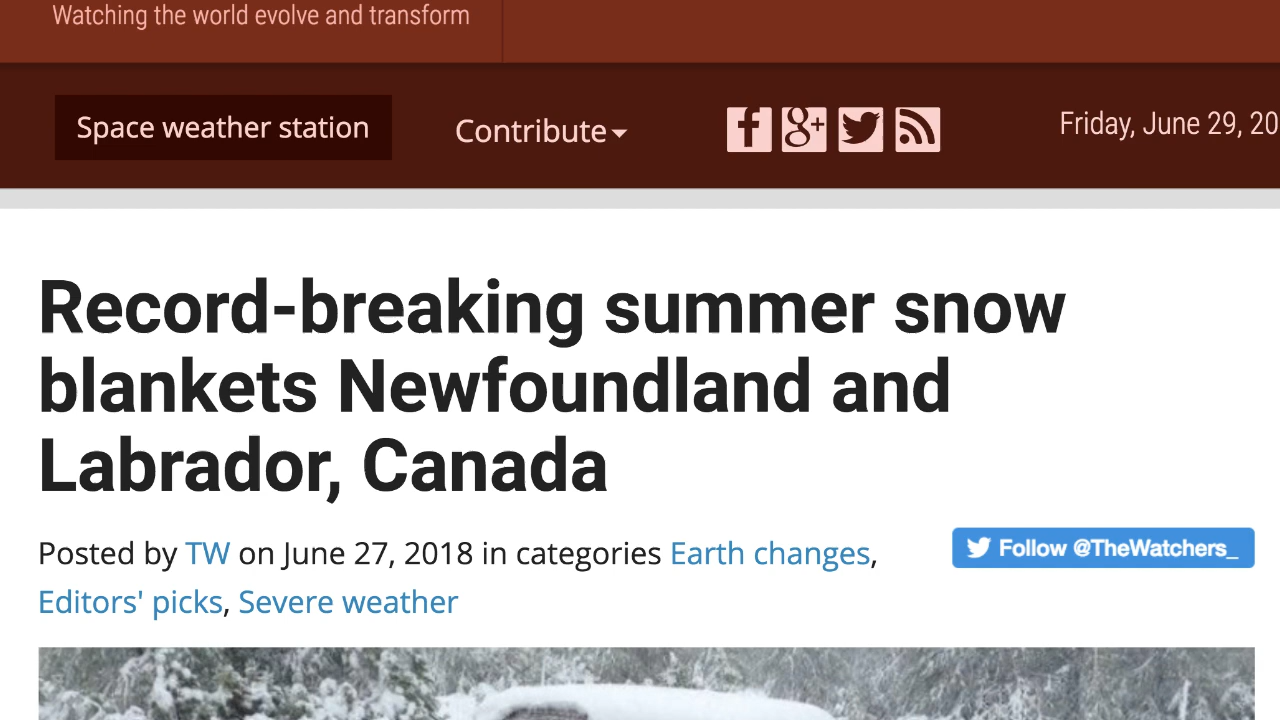 Watching the world evolve and transform
Space weather station
Contribute
Friday, June 29, 20
Record-breaking summer snow
blankets Newfoundland and
Labrador, Canada
Posted by TW on June 27, 2018 in categories Earth changes,
Follow @TheWatchers_
Editors' picks, Severe weather